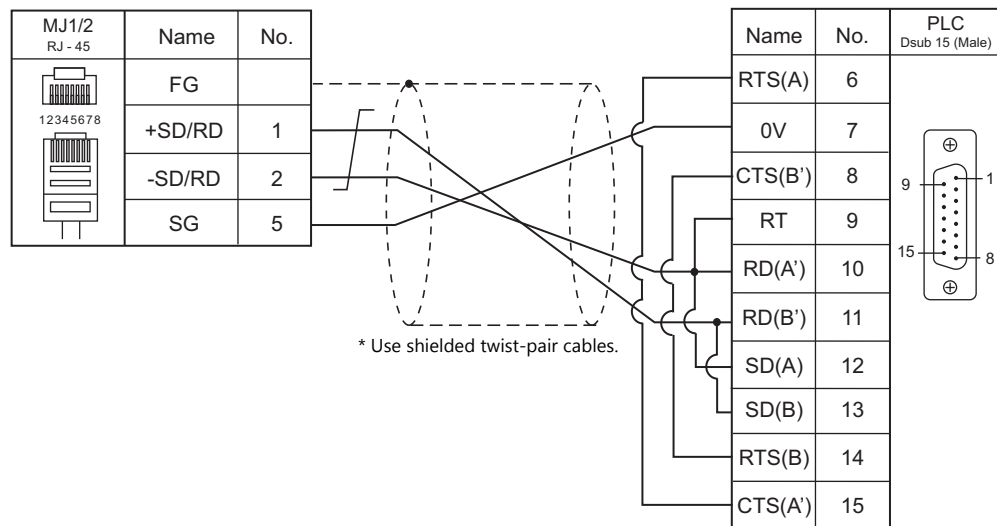 MJ1/2
RJ - 45
Name
No.
12345678
FG
+SD/RD 1
-SD/RD 2
SG 5
* Use shielded twist-pair cables.
Name
No.
PLC
Dsub 15 (Male)
RTS(A) 6
0V 7
CTS(B’) 8
RT 9
RD(A’) 10
RD(B’) 11
SD(A) 12
SD(B) 13
RTS(B) 14
CTS(A’) 15
9
1
15
8